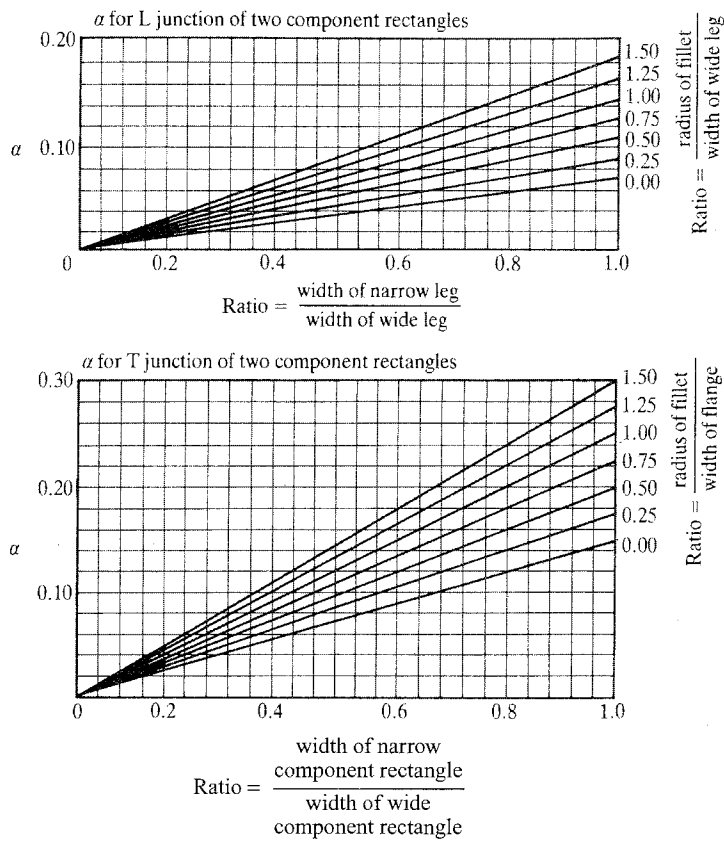 α for L junction of two component rectangles
0.20
α
0.10
0
0.2
0.4
0.6
0.8
1.0
1.50
1.25
1.00
0.75
0.50
0.25
0.00
Ratio = radius of fillet
width of wide leg
Ratio = width of narrow leg
width of wide leg
α for T junction of two component rectangles
0.30
0.20
α
0.10
0
0.2
0.4
0.6
0.8
1.0
1.50
1.25
1.00
0.75
0.50
0.25
0.00
Ratio = radius of fillet
width of flange
width of narrow
Ratio = component rectangle
width of wide
component rectangle